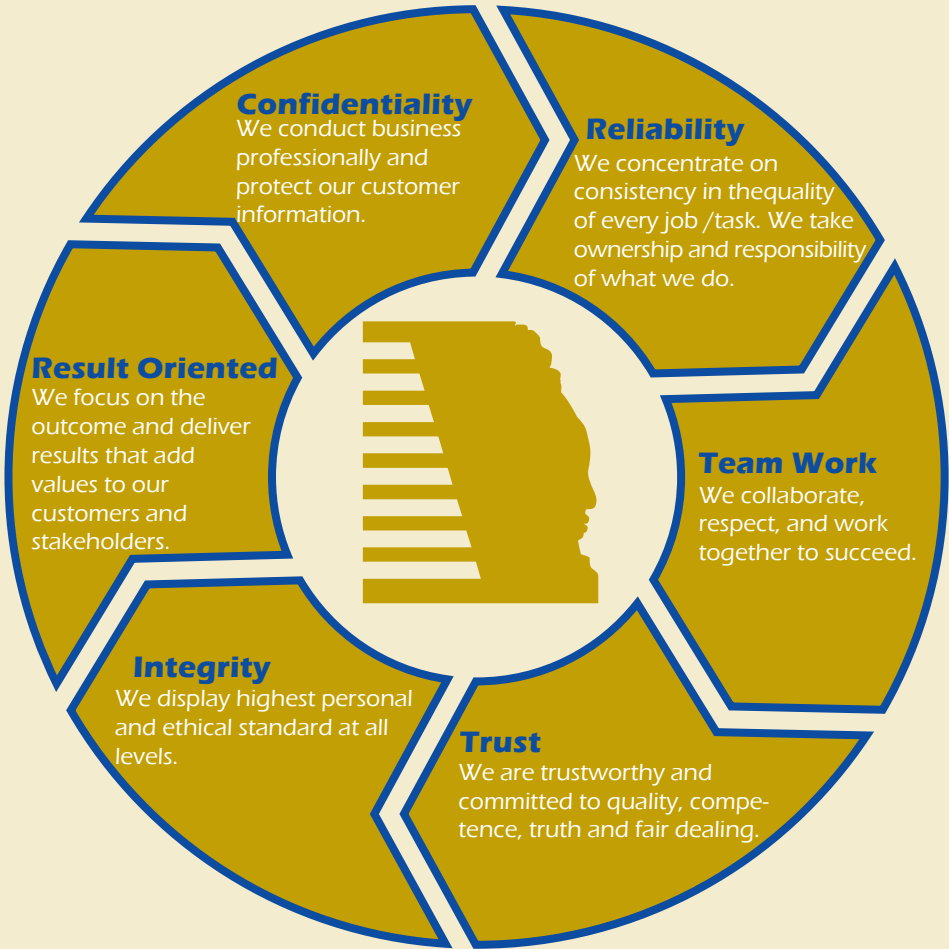 Confidentiality
We conduct business
professionally and
protect our customer
information.
Reliability
We concentrate on
consistency in thequality
of every job /task. We take
ownership and responsibility
of what we do.
Team Work
We collaborate,
respect, and work
together to succeed.
Trust
We are trustworthy and
committed to quality, compe-
tence, truth and fair dealing.
Integrity
We display highest personal
and ethical standard at all
levels.
Result Oriented
We focus on the
outcome and deliver
results that add
values to our
customers and
stakeholders.